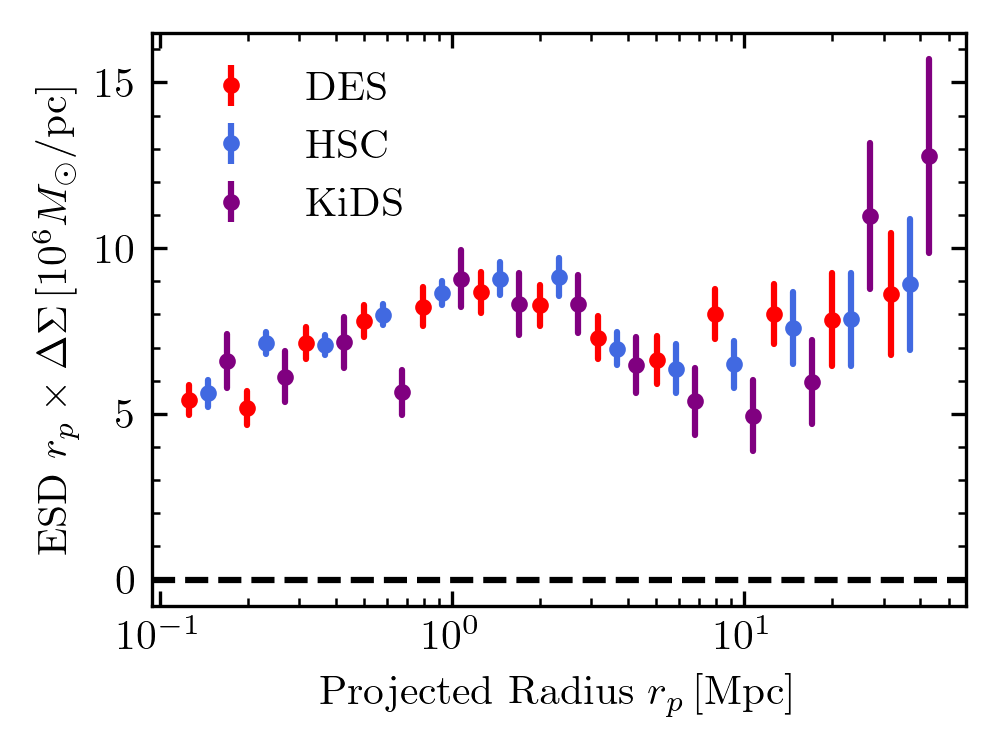 DES
HSC
KiDS
15
10
5
0
ESD $r_p \times \Delta\Sigma\,[10^6 M_\odot/\mathrm{pc}]$
$10^{-1}$ $10^0$ $10^1$
Projected Radius $r_p$ [Mpc]